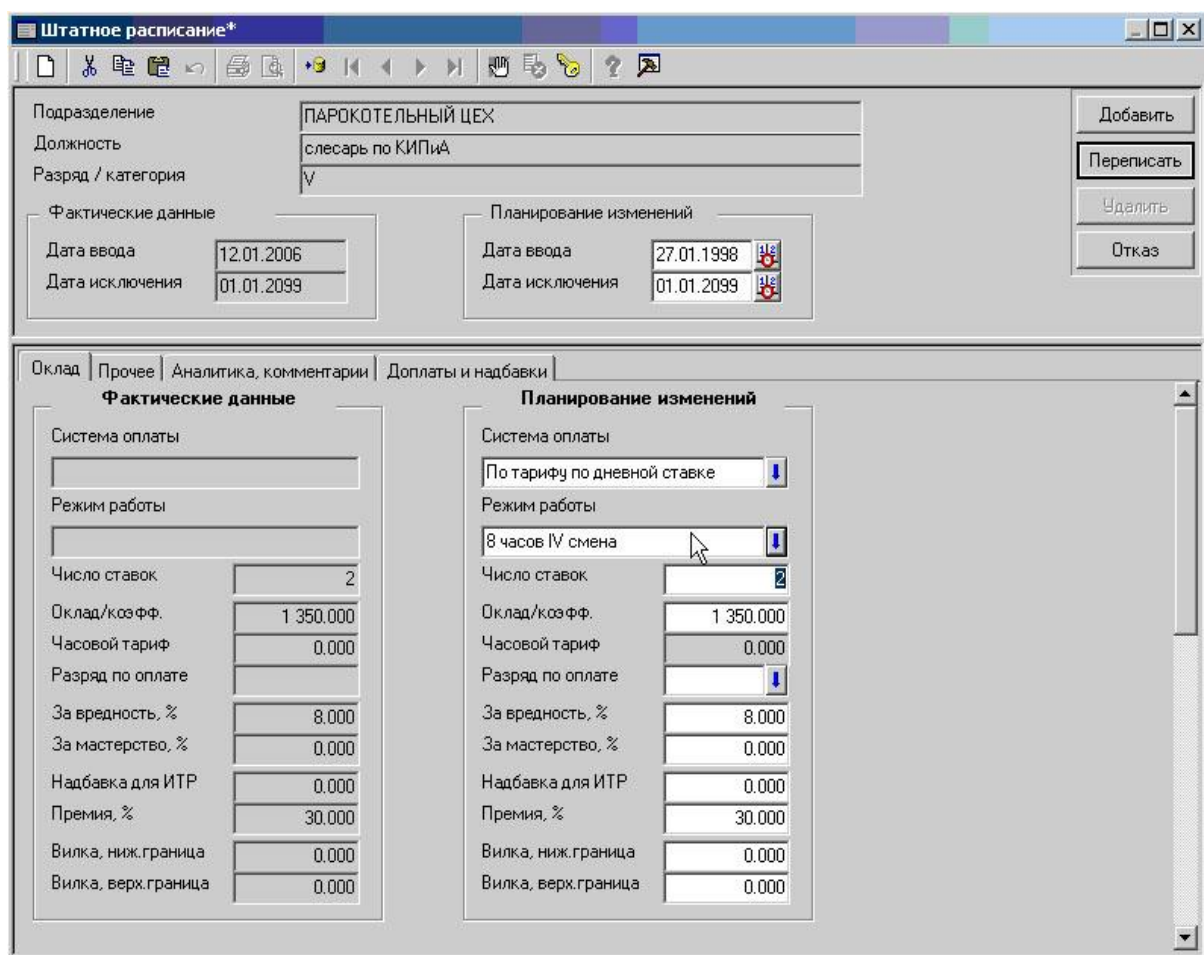 Штатное расписание*
Подразделение ПАРОКОТЕЛЬНЫЙ ЦЕХ Добавить
Должность слесарь по КИПиА Переписать
Разряд / категория V
Удалить
Фактические данные Планирование изменений
Дата ввода 12.01.2006 Дата ввода 27.01.1998 Отказ
Дата исключения 01.01.2099 Дата исключения 01.01.2099
Оклад Прочее Аналитика, комментарии Доплаты и надбавки
Фактические данные Планирование изменений
Система оплаты Система оплаты
По тарифу по дневной ставке
Режим работы Режим работы
8 часов IV смена
Число ставок 2 Число ставок 2
Оклад/коэфф. 1 350.000 Оклад/коэфф. 1 350.000
Часовой тариф 0.000 Часовой тариф 0.000
Разряд по оплате Разряд по оплате
За вредность, % 8.000 За вредность, % 8.000
За мастерство, % 0.000 За мастерство, % 0.000
Надбавка для ИТР 0.000 Надбавка для ИТР 0.000
Премия, % 30.000 Премия, % 30.000
Вилка, ниж.граница 0.000 Вилка, ниж.граница 0.000
Вилка, верх.граница 0.000 Вилка, верх.граница 0.000